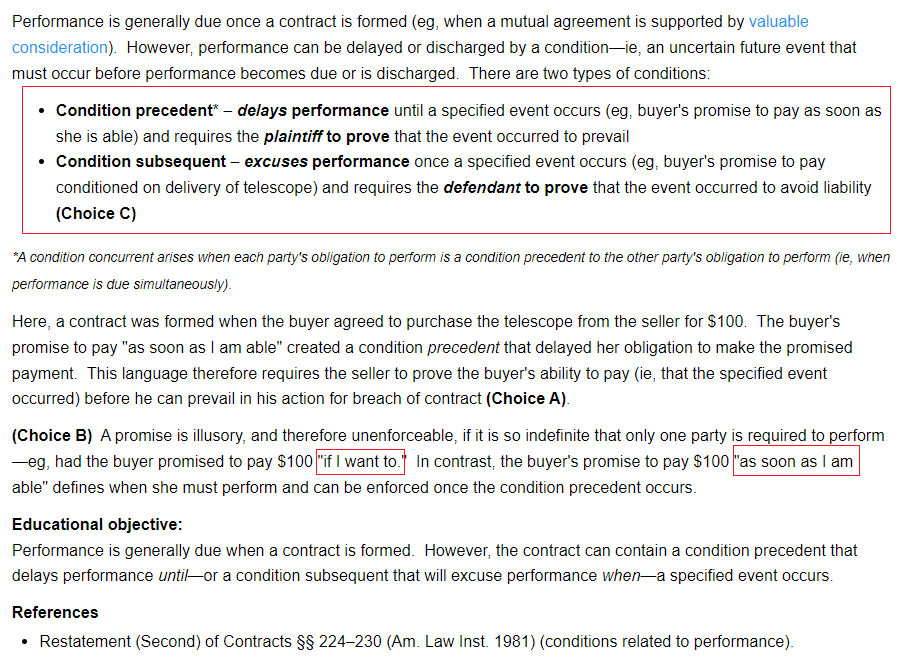 Performance is generally due once a contract is formed (eg, when a mutual agreement is supported by valuable
consideration).  However, performance can be delayed or discharged by a condition—ie, an uncertain future event that
must occur before performance becomes due or is discharged.  There are two types of conditions:
• Condition precedent* – delays performance until a specified event occurs (eg, buyer's promise to pay as soon as
she is able) and requires the plaintiff to prove that the event occurred to prevail
• Condition subsequent – excuses performance once a specified event occurs (eg, buyer's promise to pay
conditioned on delivery of telescope) and requires the defendant to prove that the event occurred to avoid liability
(Choice C)
*A condition concurrent arises when each party's obligation to perform is a condition precedent to the other party's obligation to perform (ie, when
performance is due simultaneously).
Here, a contract was formed when the buyer agreed to purchase the telescope from the seller for $100.  The buyer's
promise to pay "as soon as I am able" created a condition precedent that delayed her obligation to make the promised
payment.  This language therefore requires the seller to prove the buyer's ability to pay (ie, that the specified event
occurred) before he can prevail in his action for breach of contract (Choice A).
(Choice B)  A promise is illusory, and therefore unenforceable, if it is so indefinite that only one party is required to perform
—eg, had the buyer promised to pay $100 "if I want to."  In contrast, the buyer's promise to pay $100 "as soon as I am
able" defines when she must perform and can be enforced once the condition precedent occurs.
Educational objective:
Performance is generally due when a contract is formed.  However, the contract can contain a condition precedent that
delays performance until—or a condition subsequent that will excuse performance when—a specified event occurs.
References
• Restatement (Second) of Contracts §§ 224–230 (Am. Law Inst. 1981) (conditions related to performance).